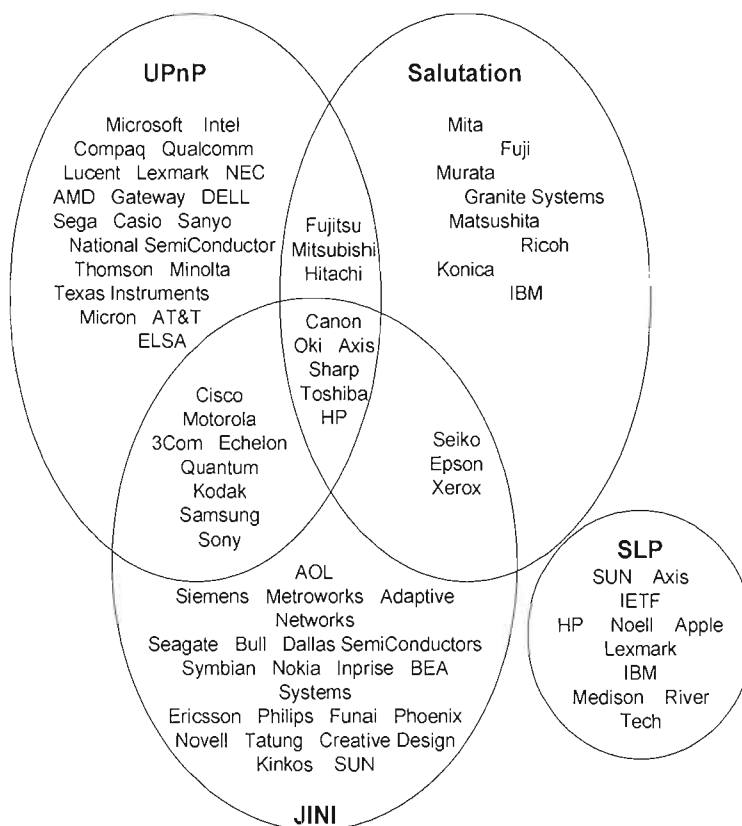 UPnP
Microsoft Intel
Compaq Qualcomm
Lucent Lexmark NEC
AMD Gateway DELL
Sega Casio Sanyo
National SemiConductor
Thomson Minolta
Texas Instruments
Micron AT&T
ELSA
Salutation
Mita
Fuji
Murata
Granite Systems
Matsushita
Ricoh
Konica
IBM
Fujitsu
Mitsubishi
Hitachi
Canon
Oki Axis
Sharp
Toshiba
HP
Cisco
Motorola
3Com Echelon
Quantum
Kodak
Samsung
Sony
Seiko
Epson
Xerox
AOL
Siemens Metroworks Adaptive
Networks
Seagate Bull Dallas SemiConductors
Symbian Nokia Inprise BEA
Systems
Ericsson Philips Funai Phoenix
Novell Tatung Creative Design
Kinkos SUN
JINI
SLP
SUN Axis
IETF
HP Noell Apple
Lexmark
IBM
Medison River
Tech